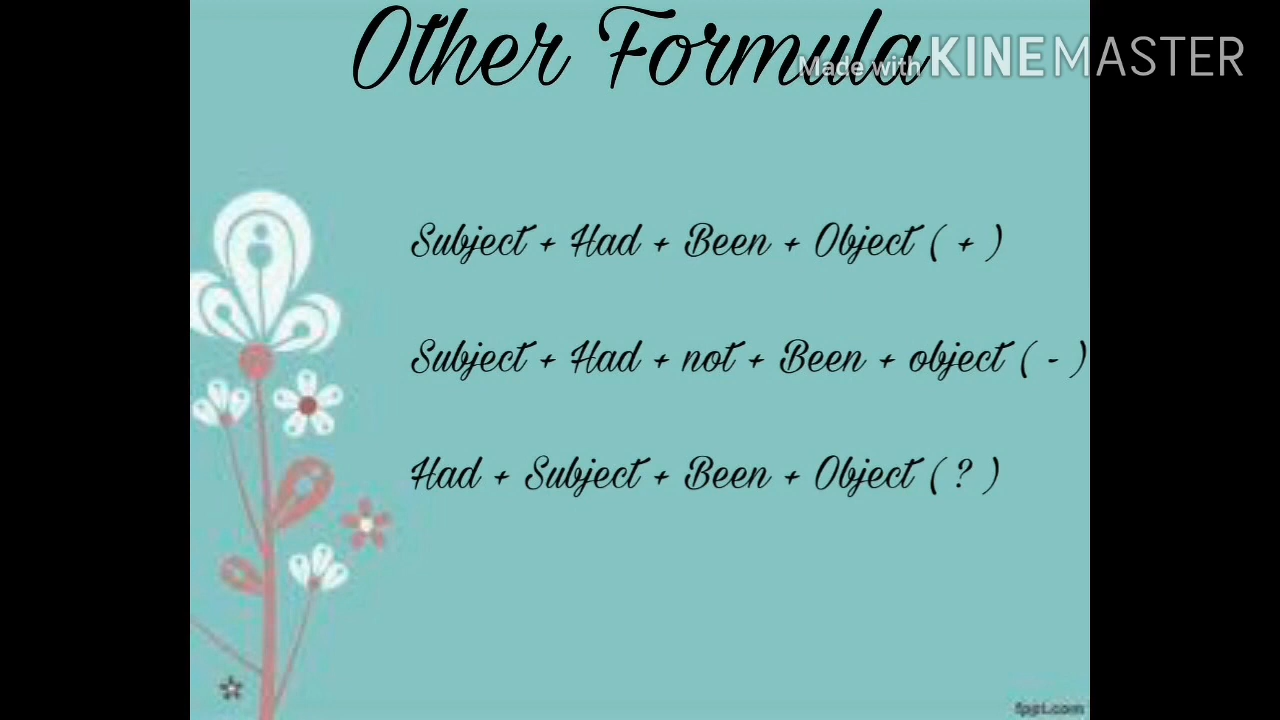 Other Formula
Made with KINEMASTER
Subject + Had + Been + Object ( + )
Subject + Had + not + Been + object ( - )
Had + Subject + Been + Object ( ? )
fppt.com